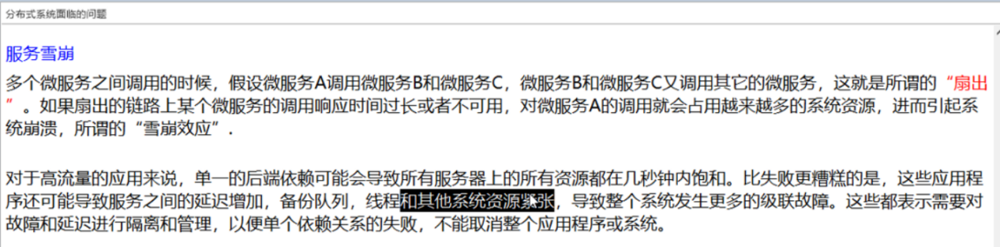 分布式系统面临的问题
服务雪崩
多个微服务之间调用的时候，假设微服务A调用微服务B和微服务C，微服务B和微服务C又调用其它的微服务，这就是所谓的“扇出
”。如果扇出的链路上某个微服务的调用响应时间过长或者不可用，对微服务A的调用就会占用越来越多的系统资源，进而引起系
统崩溃，所谓的“雪崩效应”.
对于高流量的应用来说，单一的后端依赖可能会导致所有服务器上的所有资源都在几秒钟内饱和。比失败更糟糕的是，这些应用程
序还可能导致服务之间的延迟增加，备份队列，线程和其他系统资源紧张，导致整个系统发生更多的级联故障。这些都表示需要对
故障和延迟进行隔离和管理，以便单个依赖关系的失败，不能取消整个应用程序或系统。